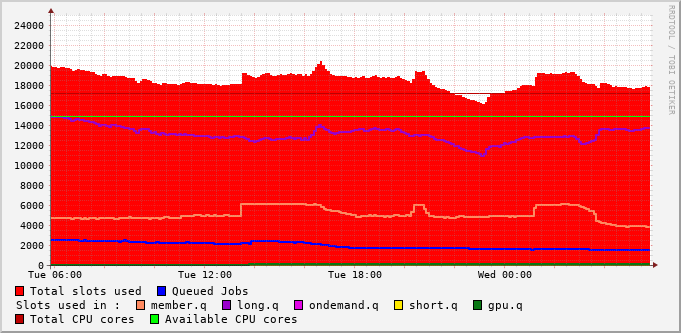 24000
22000
20000
18000
16000
14000
12000
10000
8000
6000
4000
2000
0
Tue 06:00 Tue 12:00 Tue 18:00 Wed 00:00
Total slots used Queued Jobs
Slots used in : member.q long.q ondemand.q short.q gpu.q
Total CPU cores Available CPU cores
RRDTOOL / TOBI OETIKER